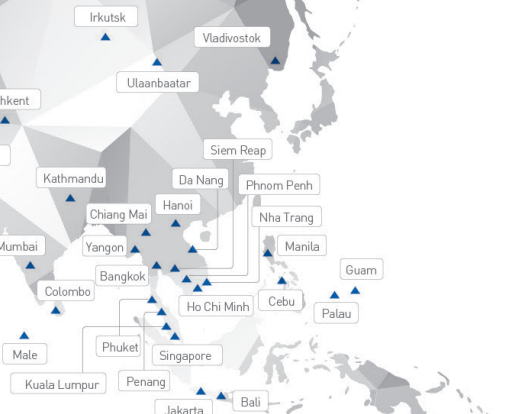 Irkutsk
Vladivostok
Ulaanbaatar
hkent
Siem Reap
Kathmandu
Da Nang
Phnom Penh
Hanoi
Chiang Mai
Nha Trang
Mumbai
Yangon
Manila
Guam
Bangkok
Colombo
Ho Chi Minh
Cebu
Palau
Male
Phuket
Singapore
Kuala Lumpur
Penang
Bali
Jakarta